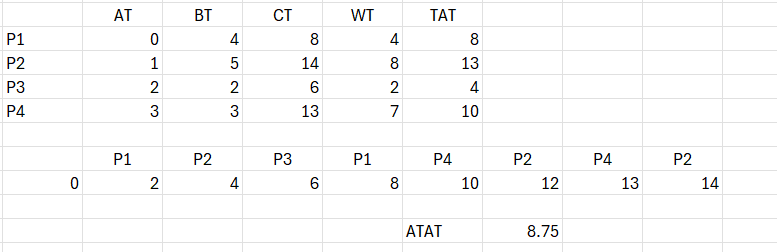 AT BT CT WT TAT
P1 0 4 8 4 8
P2 1 5 14 8 13
P3 2 2 6 2 4
P4 3 3 13 7 10
P1 P2 P3 P1 P4 P2 P4 P2
0 2 4 6 8 10 12 13 14
ATAT 8.75